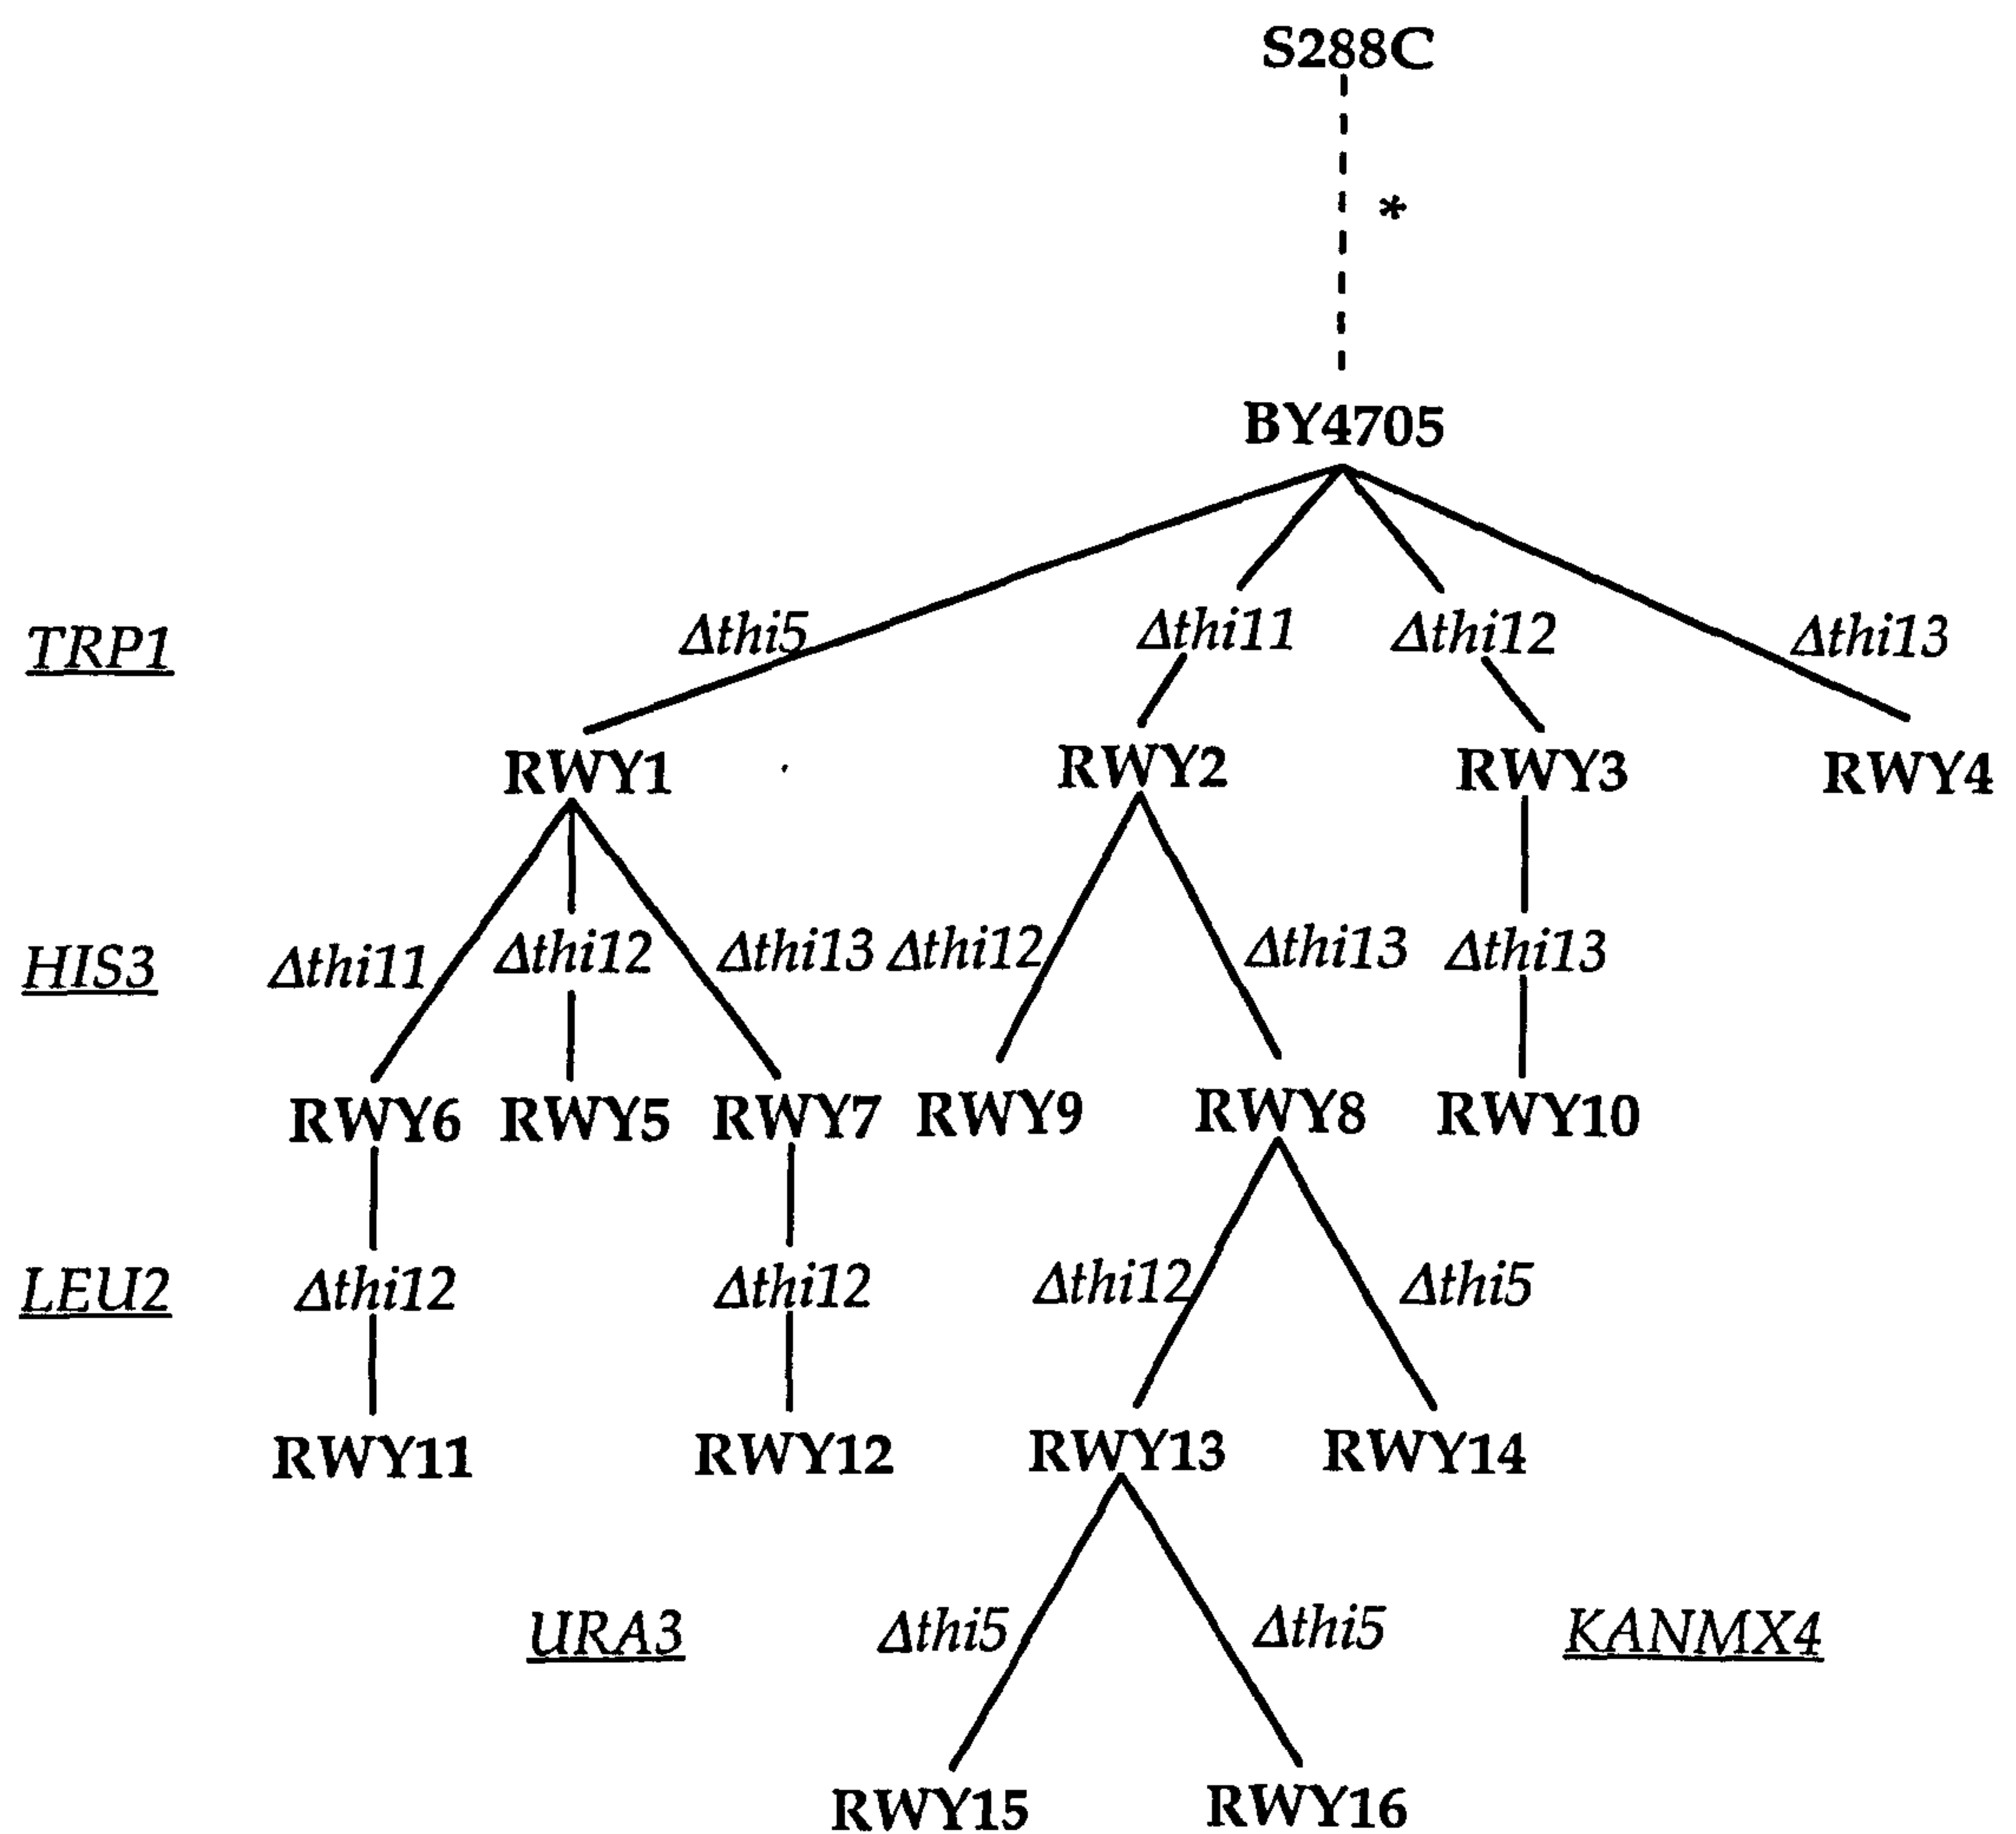 S288C
*
BY4705
TRP1 Δthi5 Δthi11 Δthi12 Δthi13
RWY1 RWY2 RWY3 RWY4
HIS3 Δthi11 Δthi12 Δthi13 Δthi12 Δthi13 Δthi13
RWY6 RWY5 RWY7 RWY9 RWY8 RWY10
LEU2 Δthi12 Δthi12 Δthi12 Δthi5
RWY11 RWY12 RWY13 RWY14
URA3 Δthi5 Δthi5 KANMX4
RWY15 RWY16